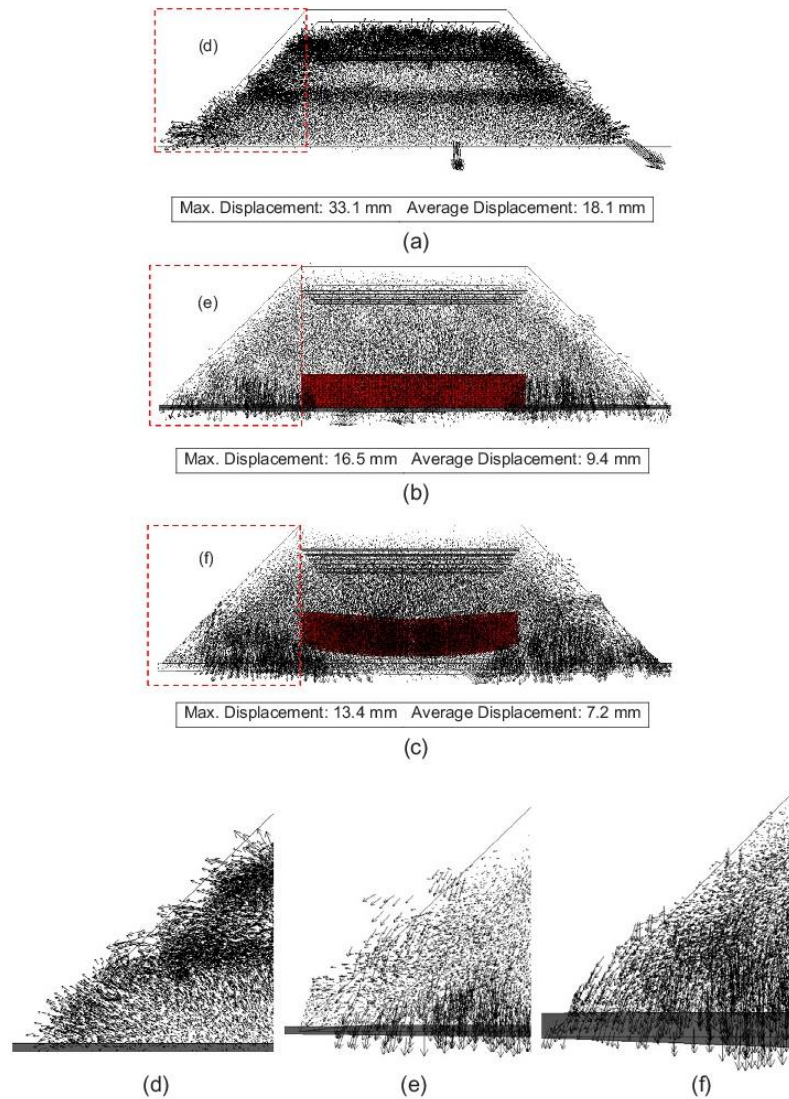 (d)
Max. Displacement: 33.1 mm Average Displacement: 18.1 mm
(a)
(e)
Max. Displacement: 16.5 mm Average Displacement: 9.4 mm
(b)
(f)
Max. Displacement: 13.4 mm Average Displacement: 7.2 mm
(c)
(d) (e) (f)